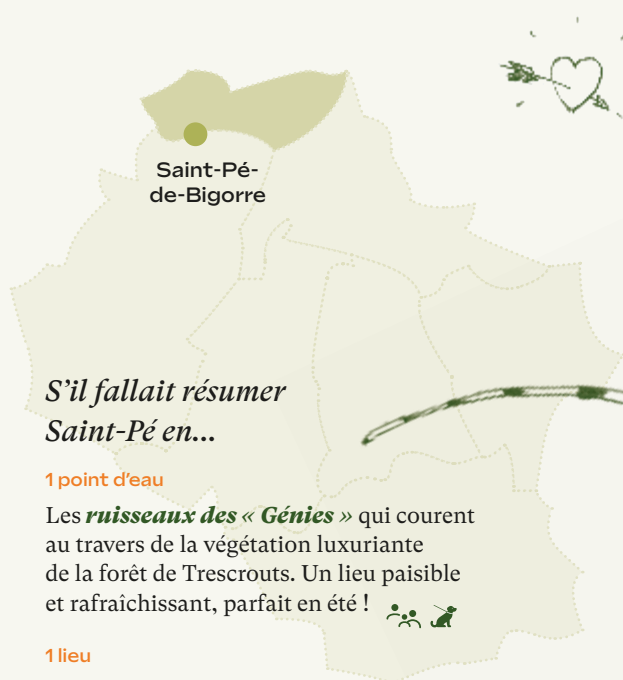 Saint-Pé-
de-Bigorre
S’il fallait résumer
Saint-Pé en...
1 point d’eau
Les ruisseaux des « Génies » qui courent
au travers de la végétation luxuriante
de la forêt de Trescrouts. Un lieu paisible
et rafraîchissant, parfait en été !
1 lieu